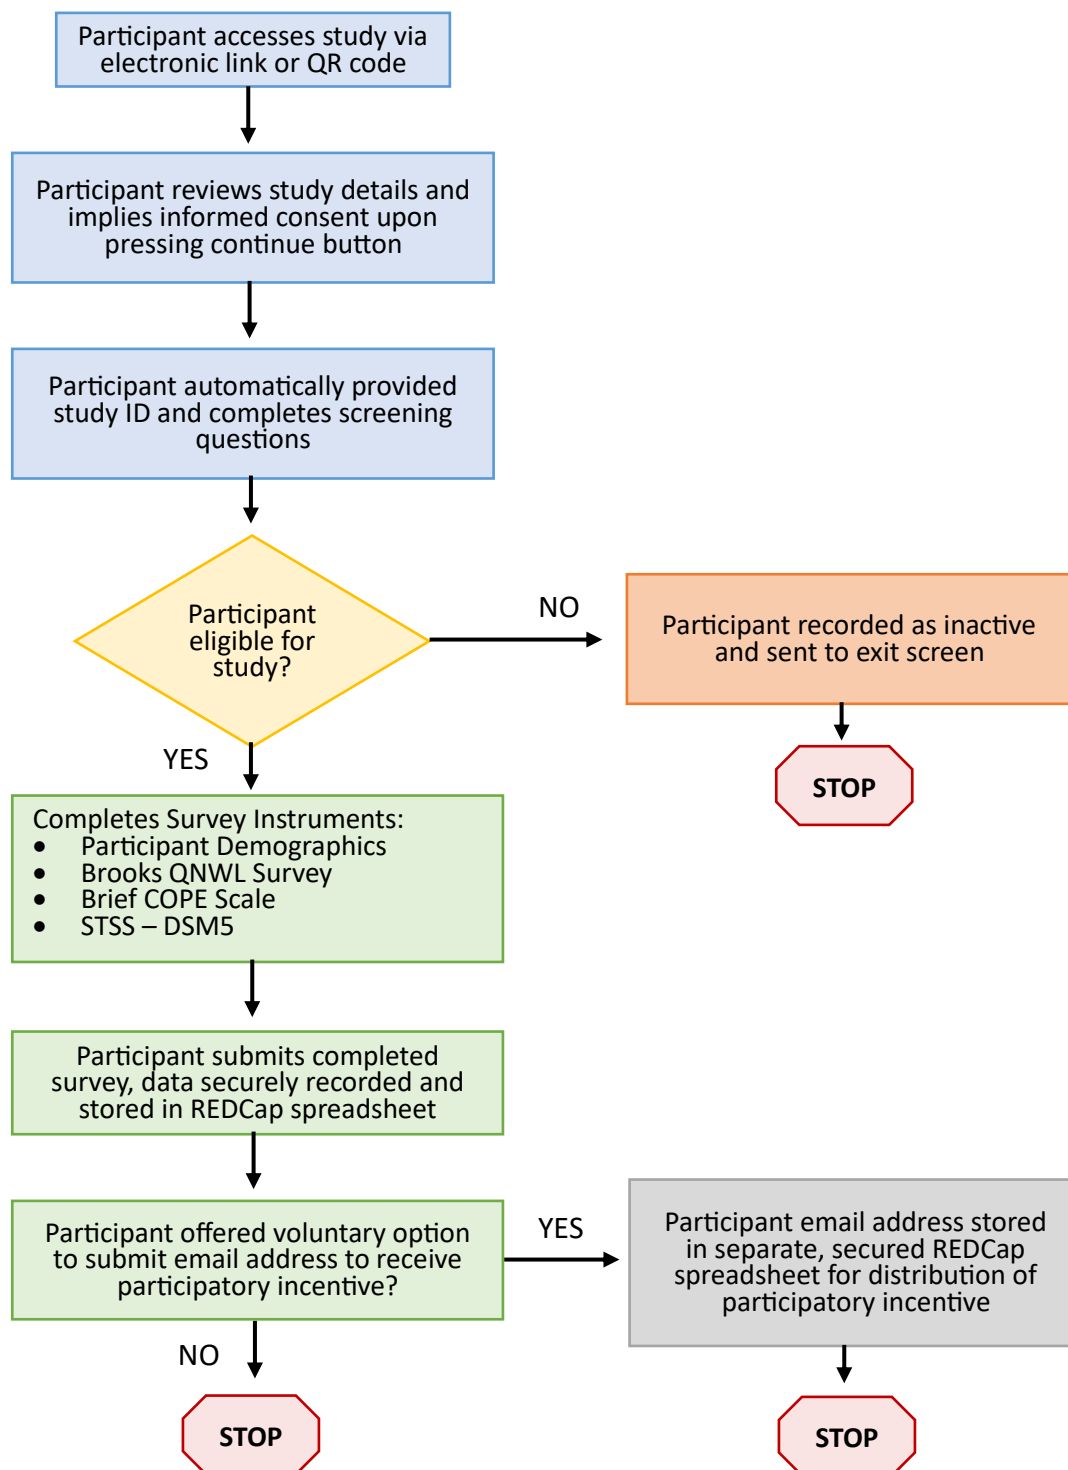 Participant accesses study via
electronic link or QR code
Participant reviews study details and
implies informed consent upon
pressing continue button
Participant automatically provided
study ID and completes screening
questions
Participant
eligible for
study?
NO
Participant recorded as inactive
and sent to exit screen
STOP
YES
Completes Survey Instruments:
• Participant Demographics
• Brooks QNWL Survey
• Brief COPE Scale
• STSS – DSM5
Participant submits completed
survey, data securely recorded and
stored in REDCap spreadsheet
Participant offered voluntary option
to submit email address to receive
participatory incentive?
YES
Participant email address stored
in separate, secured REDCap
spreadsheet for distribution of
participatory incentive
NO
STOP
STOP